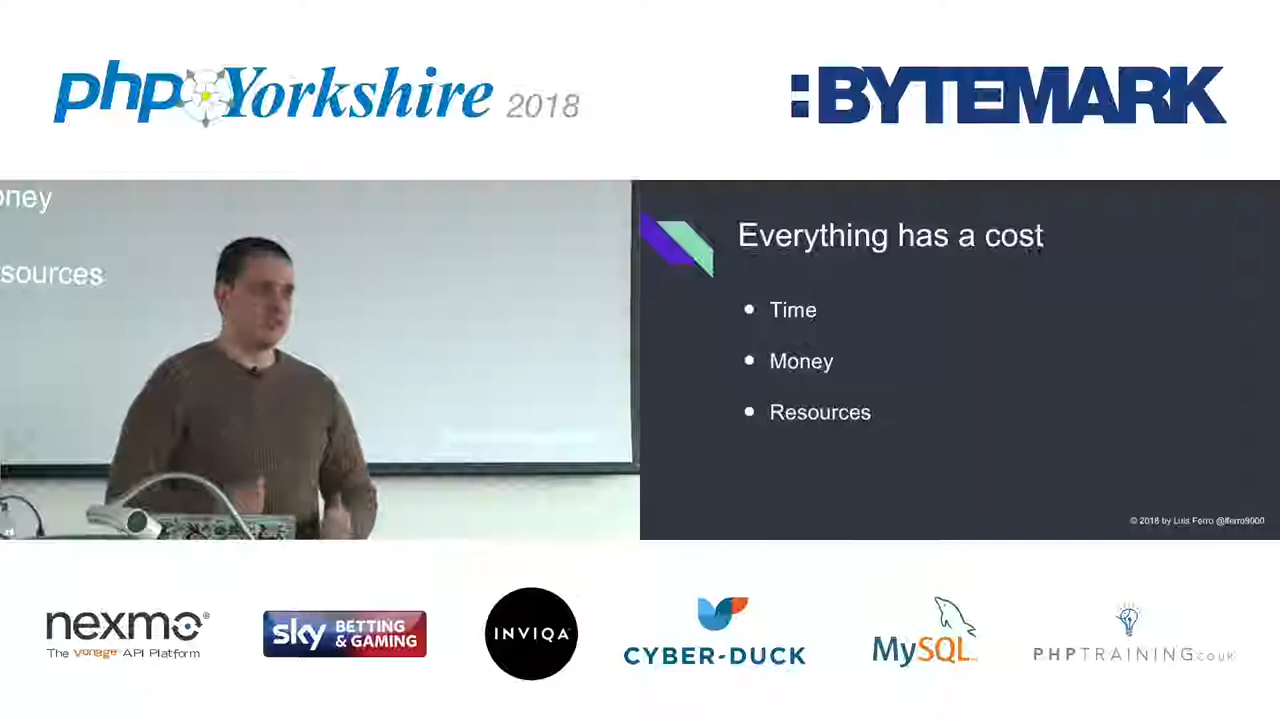 php Yorkshire 2018
:BYTEMARK
oney
sources
Everything has a cost
Time
Money
Resources
© 2018 by Luis Ferro @lferro9000
nexmo®
The Vonage API Platform
sky BETTING & GAMING
INVIQA
CYBER-DUCK
MySQL
PHPTRAINING.co.uk